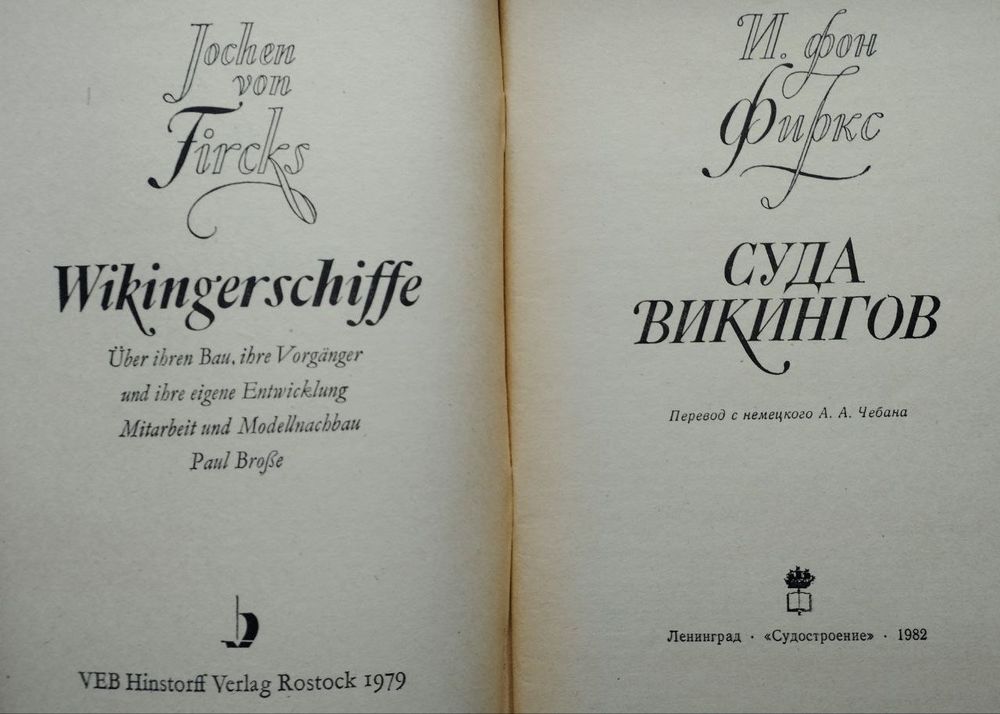 Jochen
von
Fircks
Wikingerschiffe
Über ihren Bau, ihre Vorgänger
und ihre eigene Entwicklung
Mitarbeit und Modellnachbau
Paul Broße
VEB Hinstorff Verlag Rostock 1979
И. фон
Фиркс
СУДА
ВИКИНГОВ
Перевод с немецкого А. А. Чебана
Ленинград · «Судостроение» · 1982